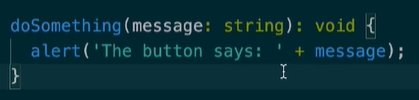 doSomething(message: string): void {
alert('The button says: ' + message);
}